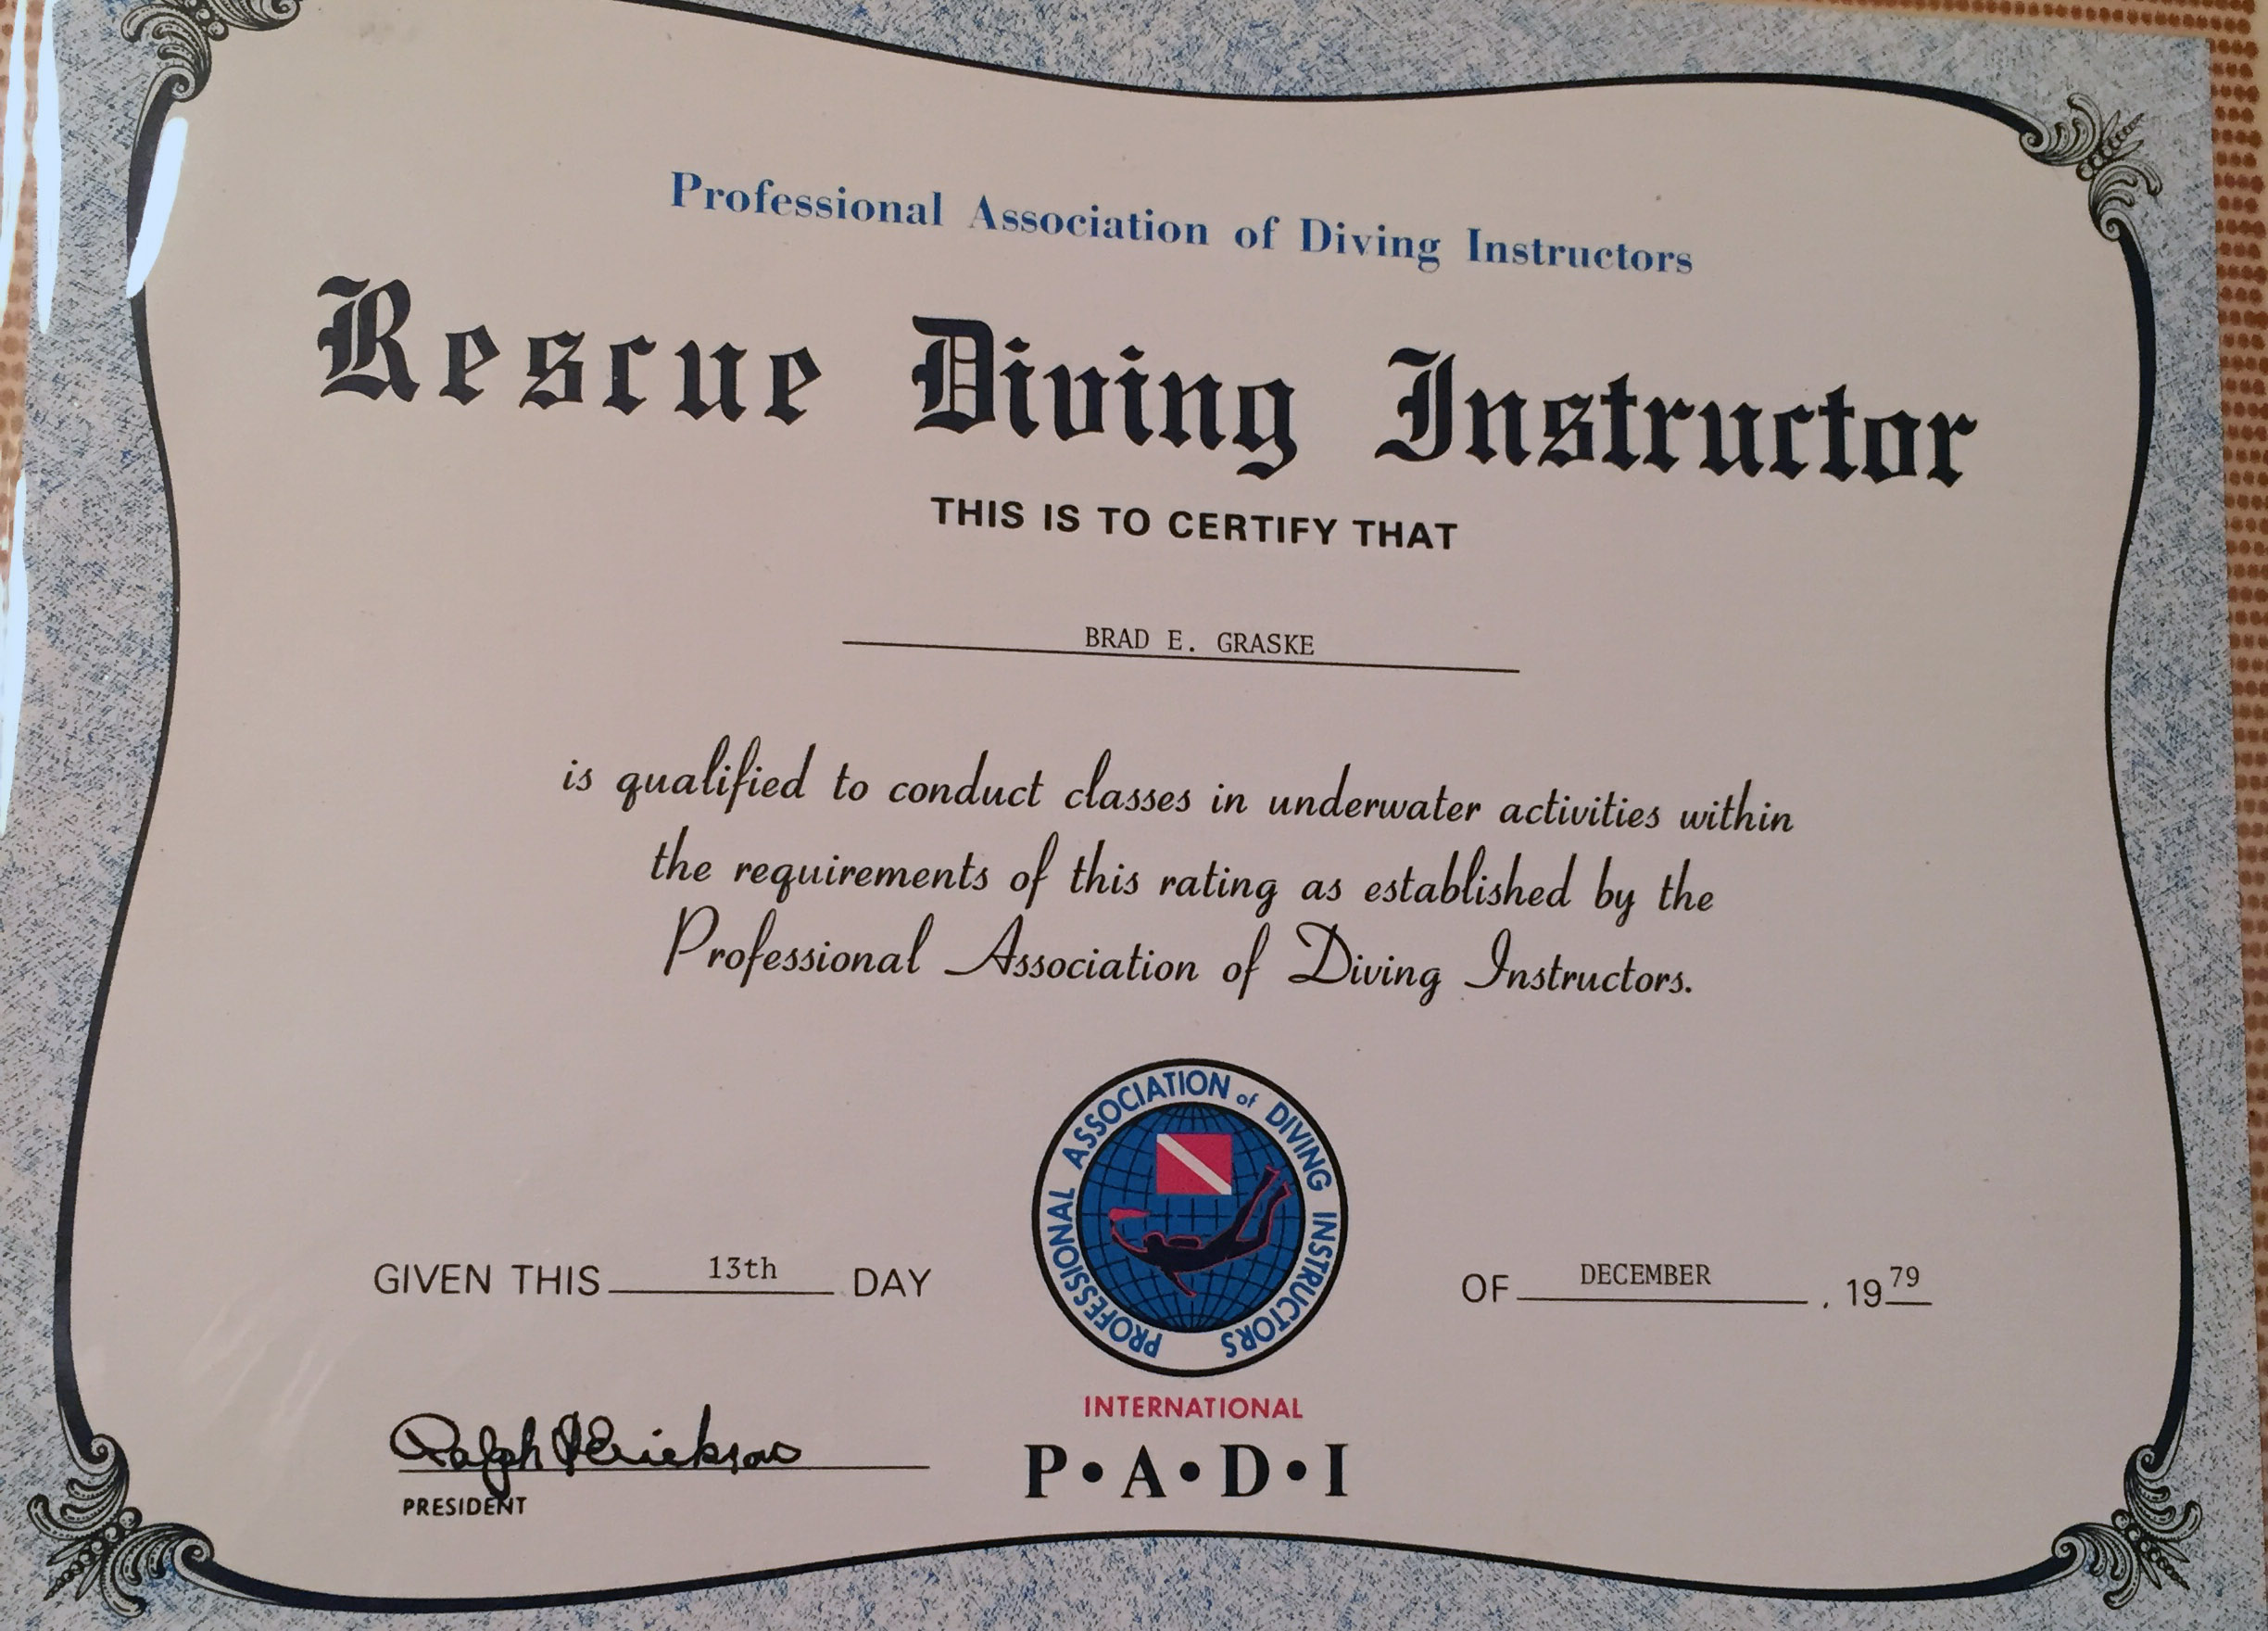 Professional Association of Diving Instructors
Rescue Diving Instructor
THIS IS TO CERTIFY THAT
BRAD E. GRASKE
is qualified to conduct classes in underwater activities within
the requirements of this rating as established by the
Professional Association of Diving Instructors.
PROFESSIONAL ASSOCIATION of DIVING INSTRUCTORS
GIVEN THIS 13th DAY OF DECEMBER, 1979
INTERNATIONAL
Ralph D Erickson
P•A•D•I
PRESIDENT